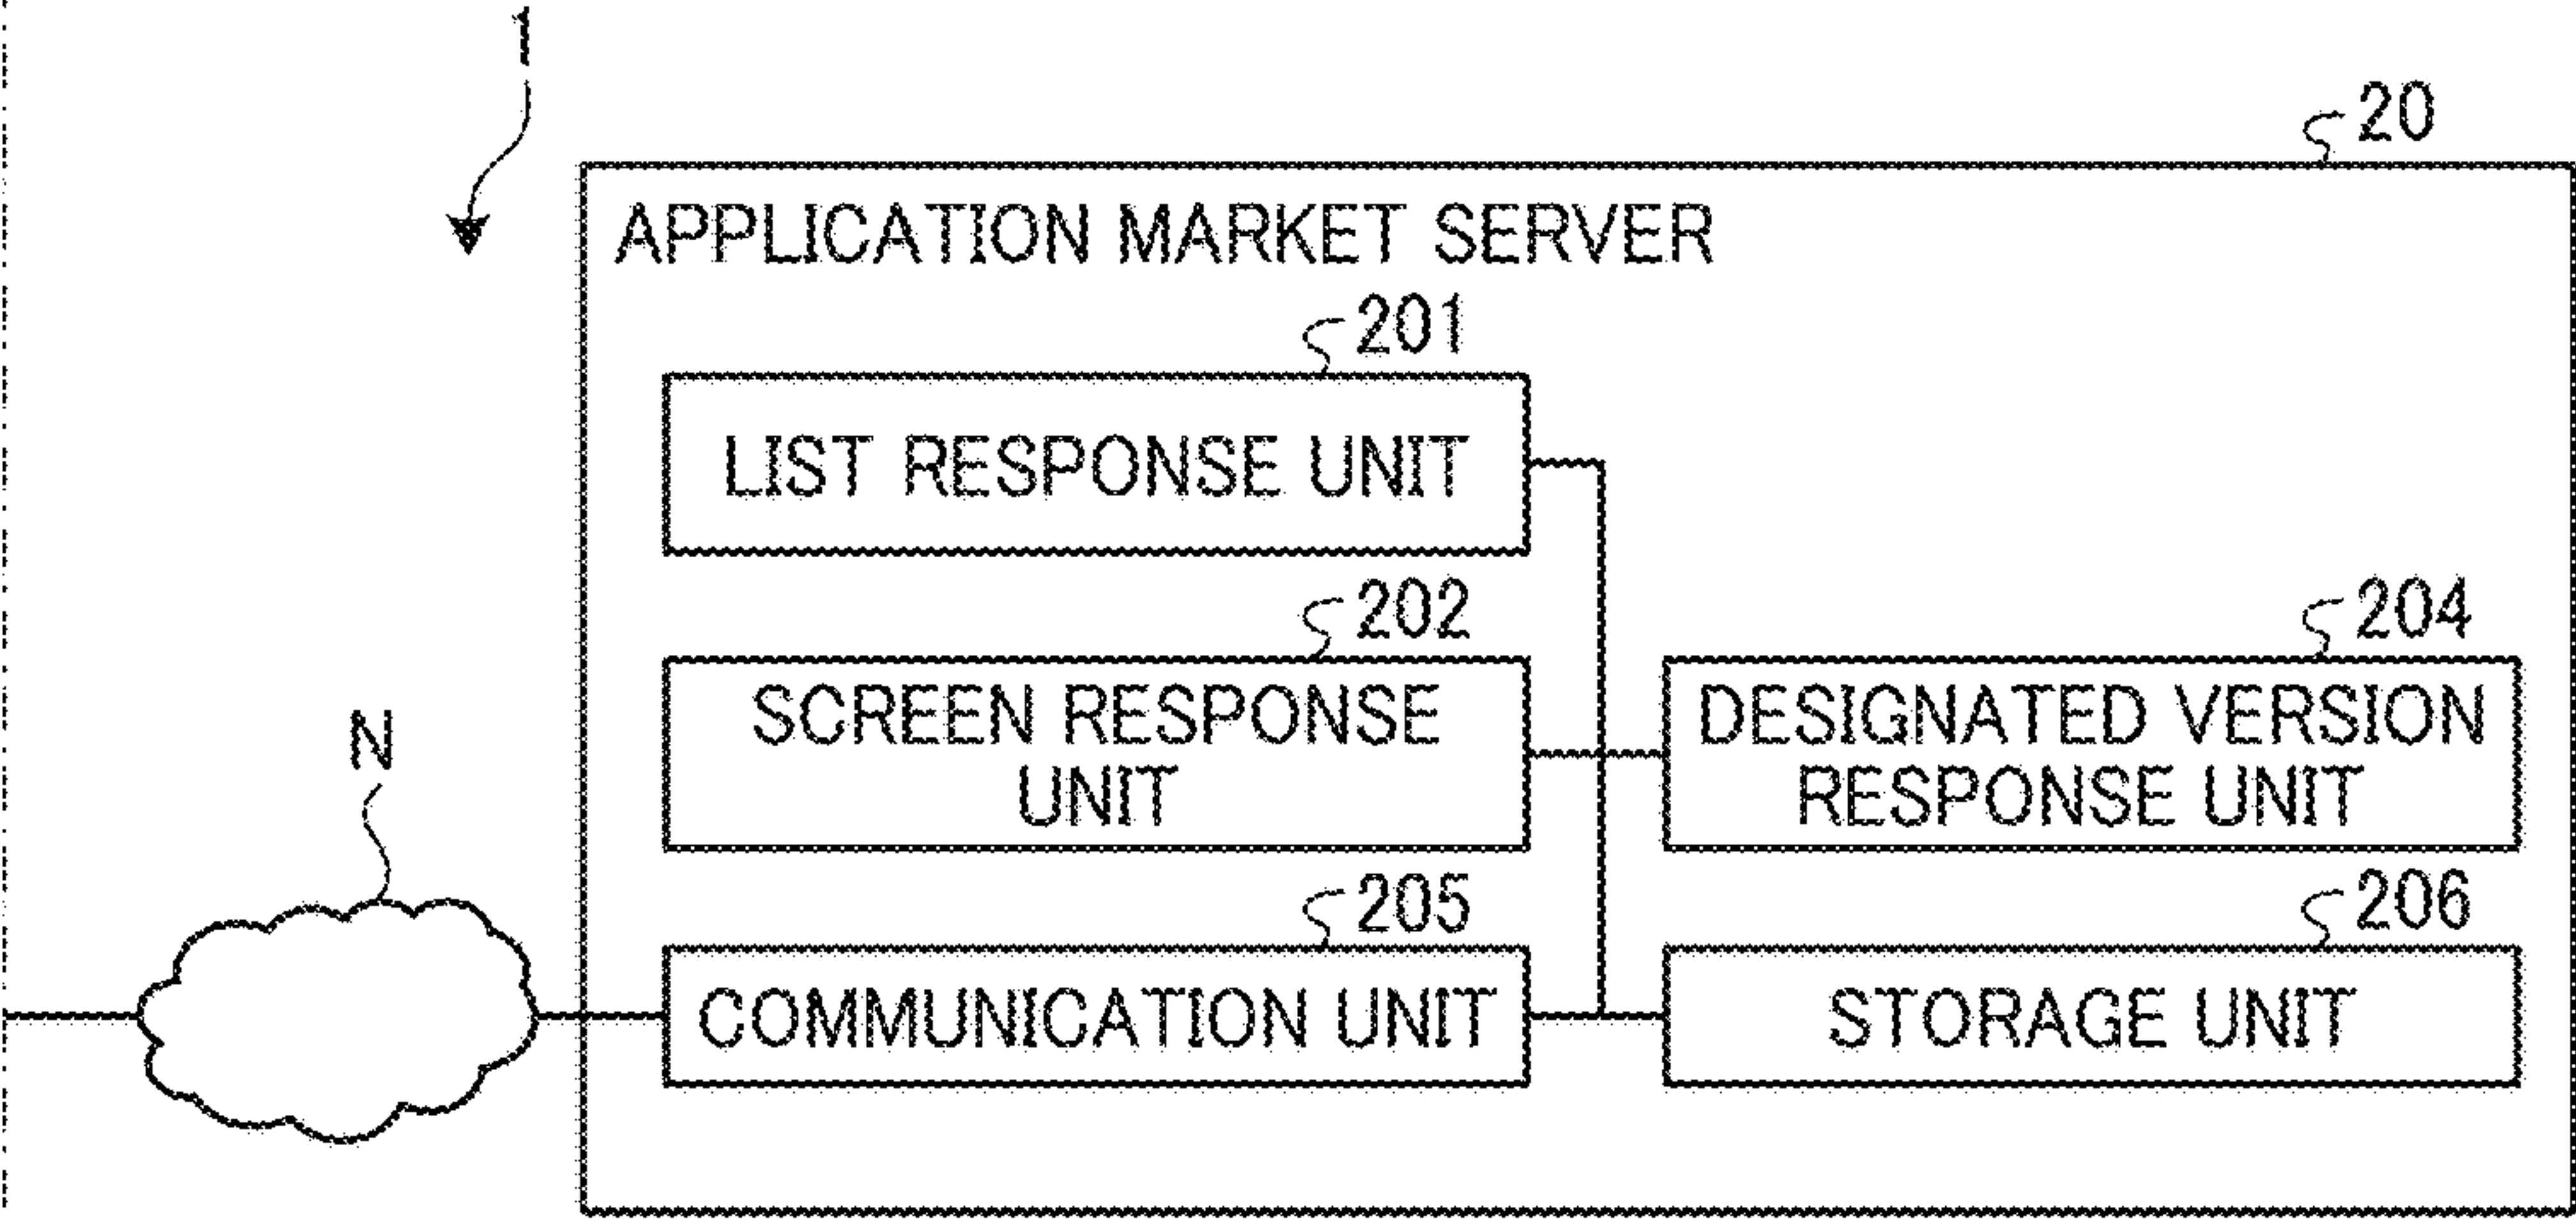 1
20
APPLICATION MARKET SERVER
201
LIST RESPONSE UNIT
202
SCREEN RESPONSE
UNIT
204
DESIGNATED VERSION
RESPONSE UNIT
N
205
COMMUNICATION UNIT
206
STORAGE UNIT